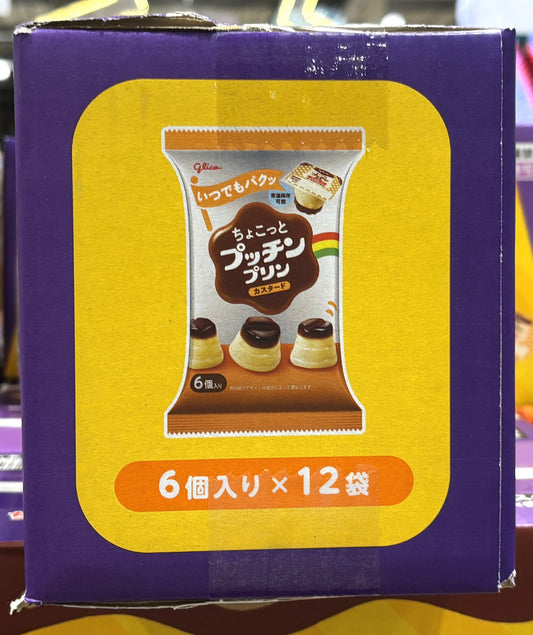 glico
いつでもパクッ
常温保存
可能
ちょこっと
プッチン
プリン
カスタード
6個入り
6個入り×12袋